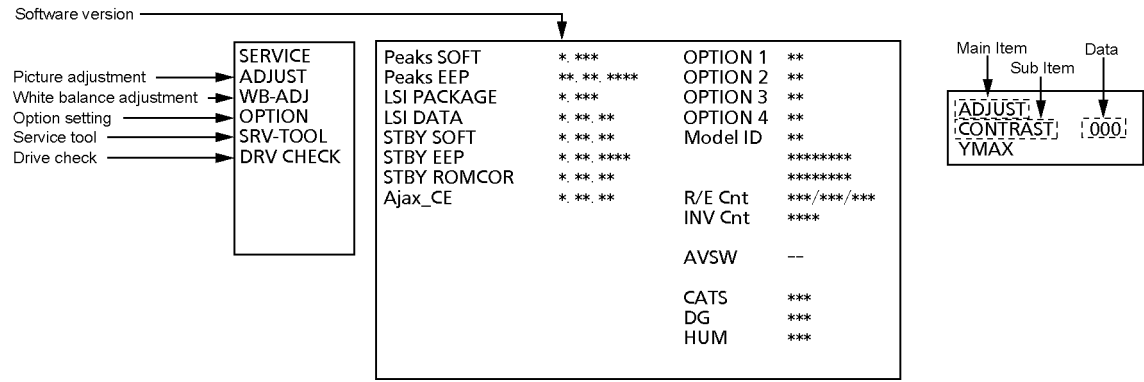 Software version
Picture adjustment
White balance adjustment
Option setting
Service tool
Drive check
SERVICE
ADJUST
WB-ADJ
OPTION
SRV-TOOL
DRV CHECK
Peaks SOFT *. *** OPTION 1 **
Peaks EEP **. **. **** OPTION 2 **
LSI PACKAGE *. *** OPTION 3 **
LSI DATA *. **. ** OPTION 4 **
STBY SOFT *. **. ** Model ID **
STBY EEP *. **. **** ********
STBY ROMCOR *. **. ** ********
Ajax_CE *. **. ** R/E Cnt ***/***/***
INV Cnt ****
AVSW --
CATS ***
DG ***
HUM ***
Main Item
Sub Item
Data
ADJUST
CONTRAST 000
YMAX